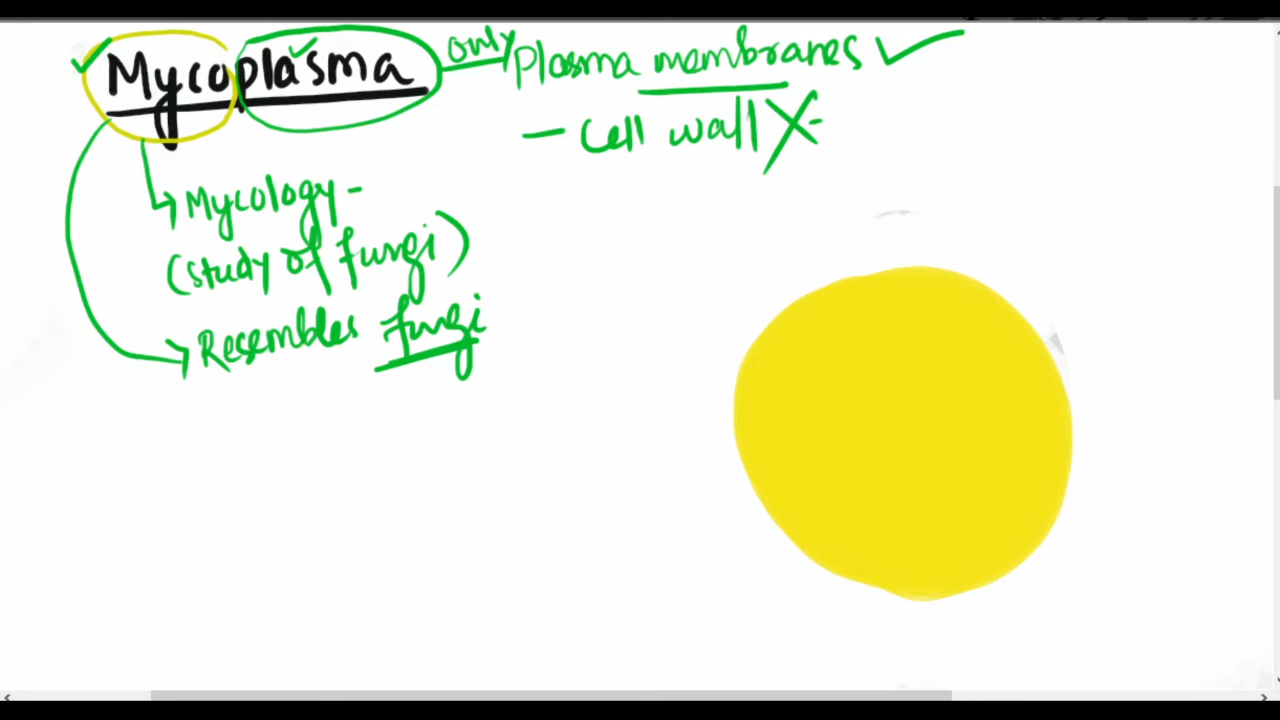 Mycoplasma only Plasma membranes
- Cell wall X-
Mycology -
(study of fungi)
Resembles fungi